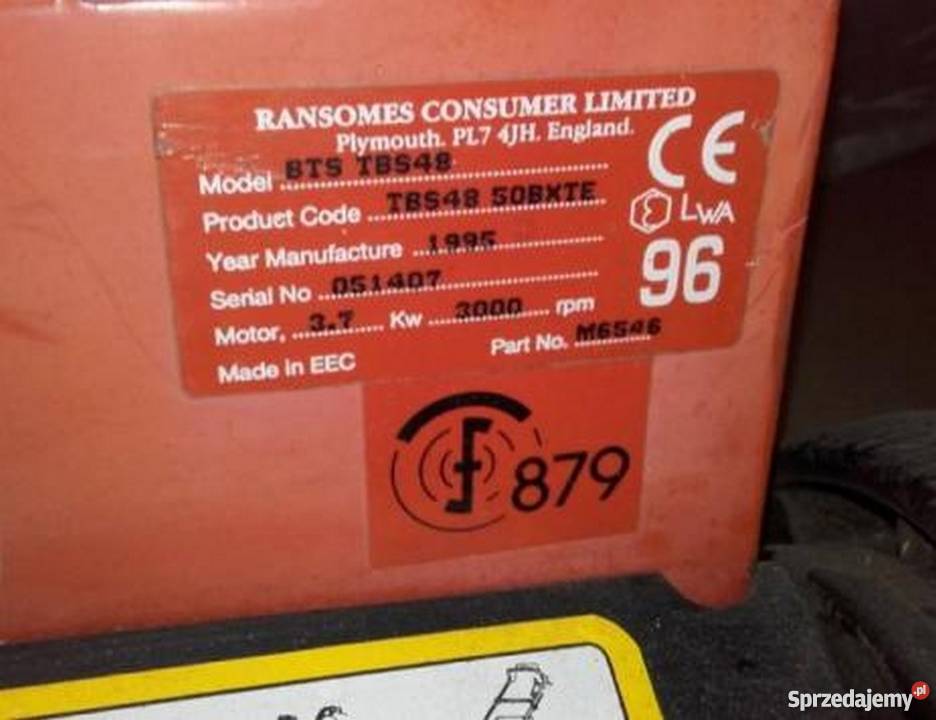 RANSOMES CONSUMER LIMITED
Plymouth. PL7 4JH. England.
Model BTS TBS48
Product Code TBS48 50BXTE
Year Manufacture 1995
Serial No 051407
Motor, 3.7 Kw 3000 rpm
Made in EEC
Part No. M6546
CE
LWA
96
879
Sprzedajemy.pl